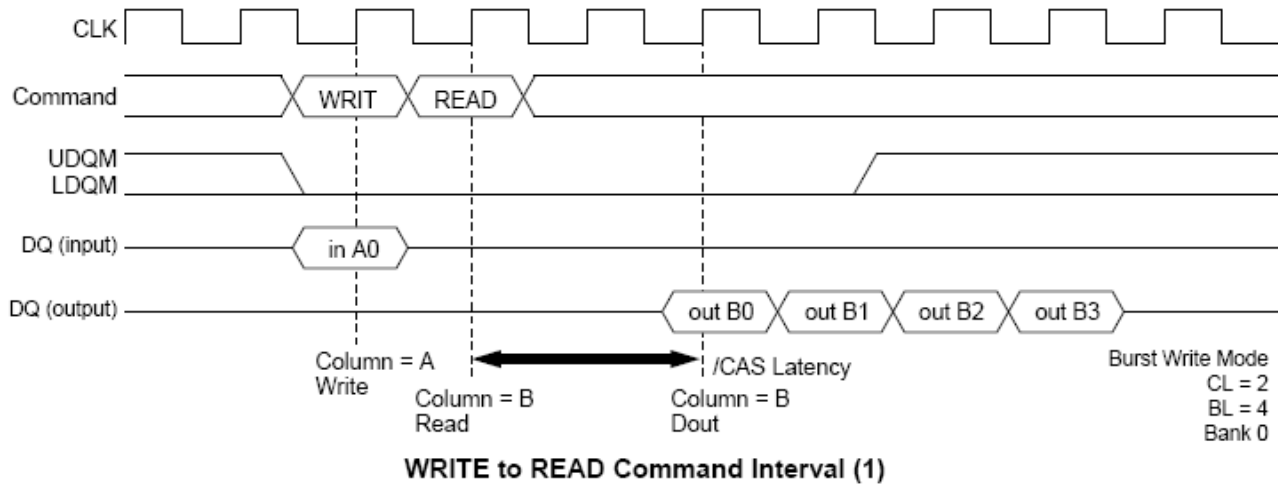 CLK
Command
WRIT
READ
UDQM
LDQM
DQ (input)
in A0
DQ (output)
out B0
out B1
out B2
out B3
Column = A
Write
Column = B
Read
/CAS Latency
Column = B
Dout
Burst Write Mode
CL = 2
BL = 4
Bank 0
WRITE to READ Command Interval (1)